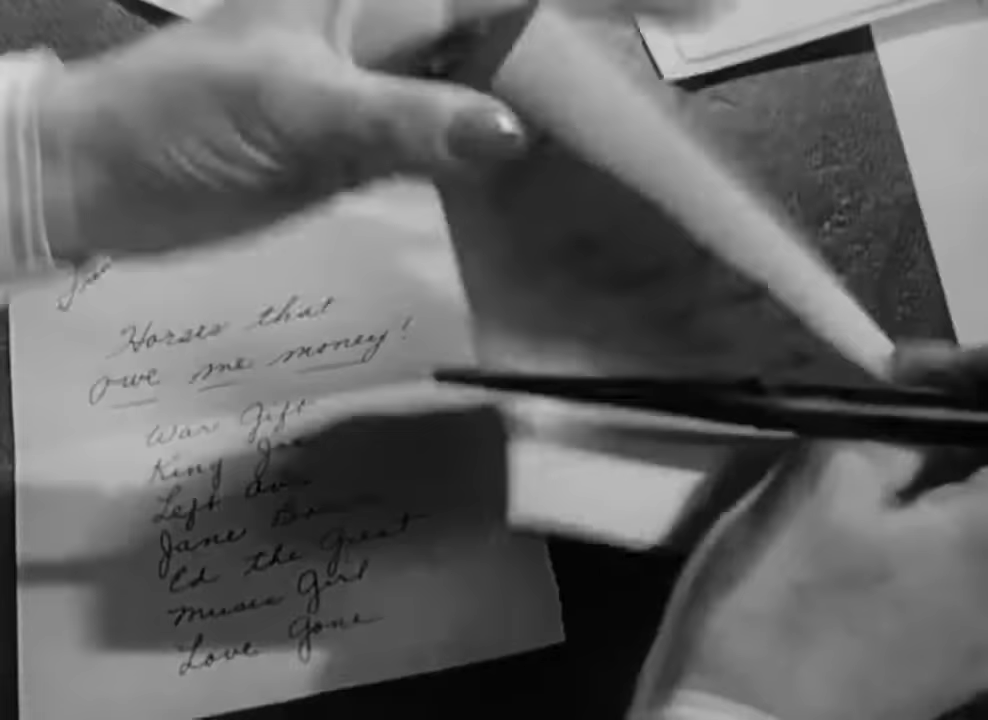 Horses that
owe me money!
War Gift
King
Left
Jane
Ed the Great
Music Girl
Love Gone